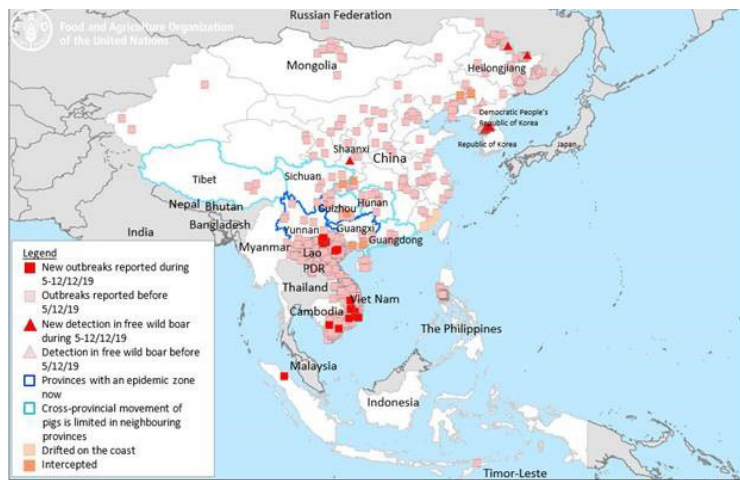 Food and Agriculture Organization
of the United Nations
Russian Federation
Mongolia
Heilongjiang
Democratic People's
Republic of Korea
Republic of Korea
Japan
Shaanxi
China
Tibet
Sichuan
Nepal
Bhutan
Guizhou
Hunan
Bangladesh
India
Yunnan
Guangxi
Guangdong
Myanmar
Lao
PDR
Thailand
Viet Nam
Cambodia
The Philippines
Malaysia
Indonesia
Timor-Leste
Legend
New outbreaks reported during
5-12/12/19
Outbreaks reported before
5/12/19
New detection in free wild boar
during 5-12/12/19
Detection in free wild boar before
5/12/19
Provinces with an epidemic zone
now
Cross-provincial movement of
pigs is limited in neighbouring
provinces
Drifted on the coast
Intercepted